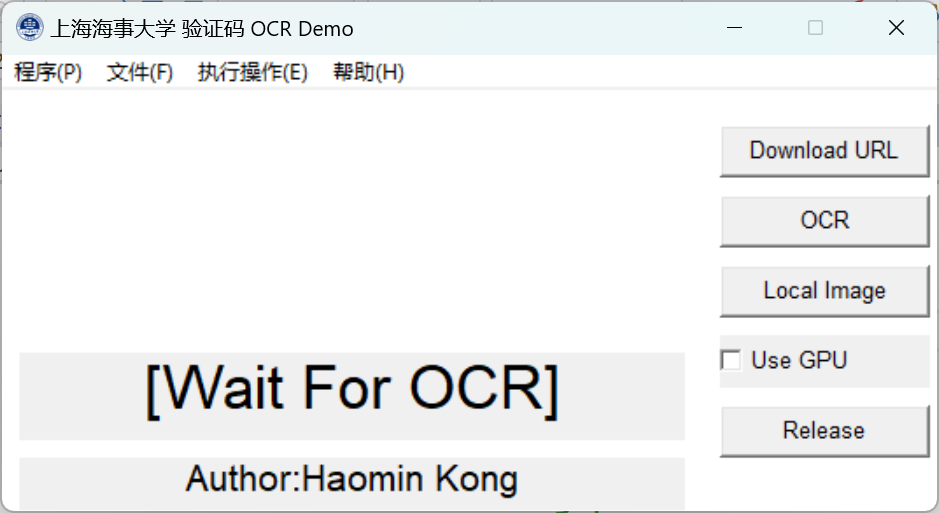 上海海事大学 验证码 OCR Demo
程序(P) 文件(F) 执行操作(E) 帮助(H)
Download URL
OCR
Local Image
Use GPU
Release
[Wait For OCR]
Author:Haomin Kong